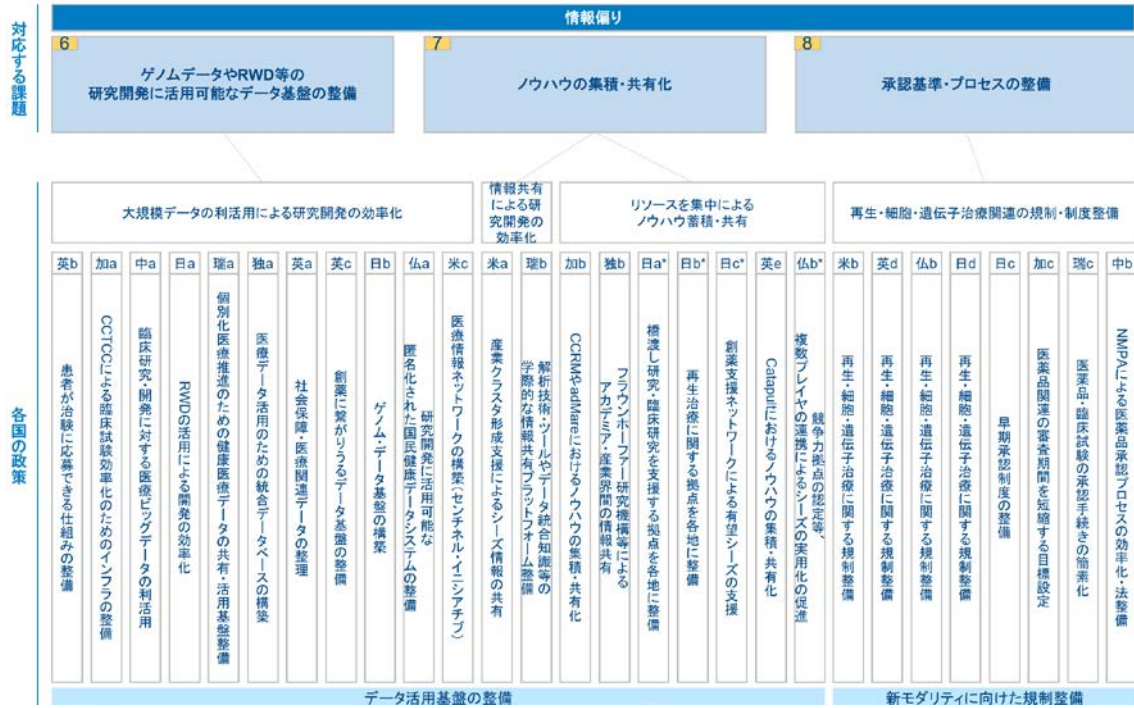 情報偏り
対応する課題
6
ゲノムデータやRWD等の
研究開発に活用可能なデータ基盤の整備
7
ノウハウの集積・共有化
8
承認基準・プロセスの整備
各国の政策
大規模データの利活用による研究開発の効率化
情報共有
による研
究開発の
効率化
リソースを集中による
ノウハウ蓄積・共有
再生・細胞・遺伝子治療関連の規制・制度整備
英b
患者が治験に応募できる仕組みの整備
加a
CCTCCによる臨床試験効率化のためのインフラの整備
中a
臨床研究・開発に対する医療ビッグデータの利活用
日a
RWDの活用による開発の効率化
瑞a
個別化医療推進のための健康医療データの共有・活用基盤整備
独a
医療データ活用のための統合データベースの構築
英a
社会保障・医療関連データの整理
英c
創薬に繋がりうるデータ基盤の整備
日b
ゲノム・データ基盤の構築
仏a
研究開発に活用可能な
匿名化された国民健康データシステムの整備
米c
医療情報ネットワークの構築（センチネル・イニシアチブ）
米a
産業クラスタ形成支援によるシーズ情報の共有
瑞b
解析技術・ツールやデータ統合知識等の
学際的な情報共有プラットフォーム整備
加b
CCRMやadMareにおけるノウハウの集積・共有化
独b
フラウンホーファー研究機構等による
アカデミア・産業界間の情報共有
日a*
橋渡し研究・臨床研究を支援する拠点を各地に整備
日b*
再生治療に関する拠点を各地に整備
日c*
創薬支援ネットワークによる有望シーズの支援
英e
Catapultにおけるノウハウの集積・共有化
仏b*
競争力拠点の認定等、
複数プレイヤの連携によるシーズの実用化の促進
米b
再生・細胞・遺伝子治療に関する規制整備
英d
再生・細胞・遺伝子治療に関する規制整備
仏b
再生・細胞・遺伝子治療に関する規制整備
日d
再生・細胞・遺伝子治療に関する規制整備
日c
早期承認制度の整備
加c
医薬品関連の審査期間を短縮する目標設定
瑞c
医薬品・臨床試験の承認手続きの簡素化
中b
NMPAによる医薬品承認プロセスの効率化・法整備
データ活用基盤の整備
新モダリティに向けた規制整備